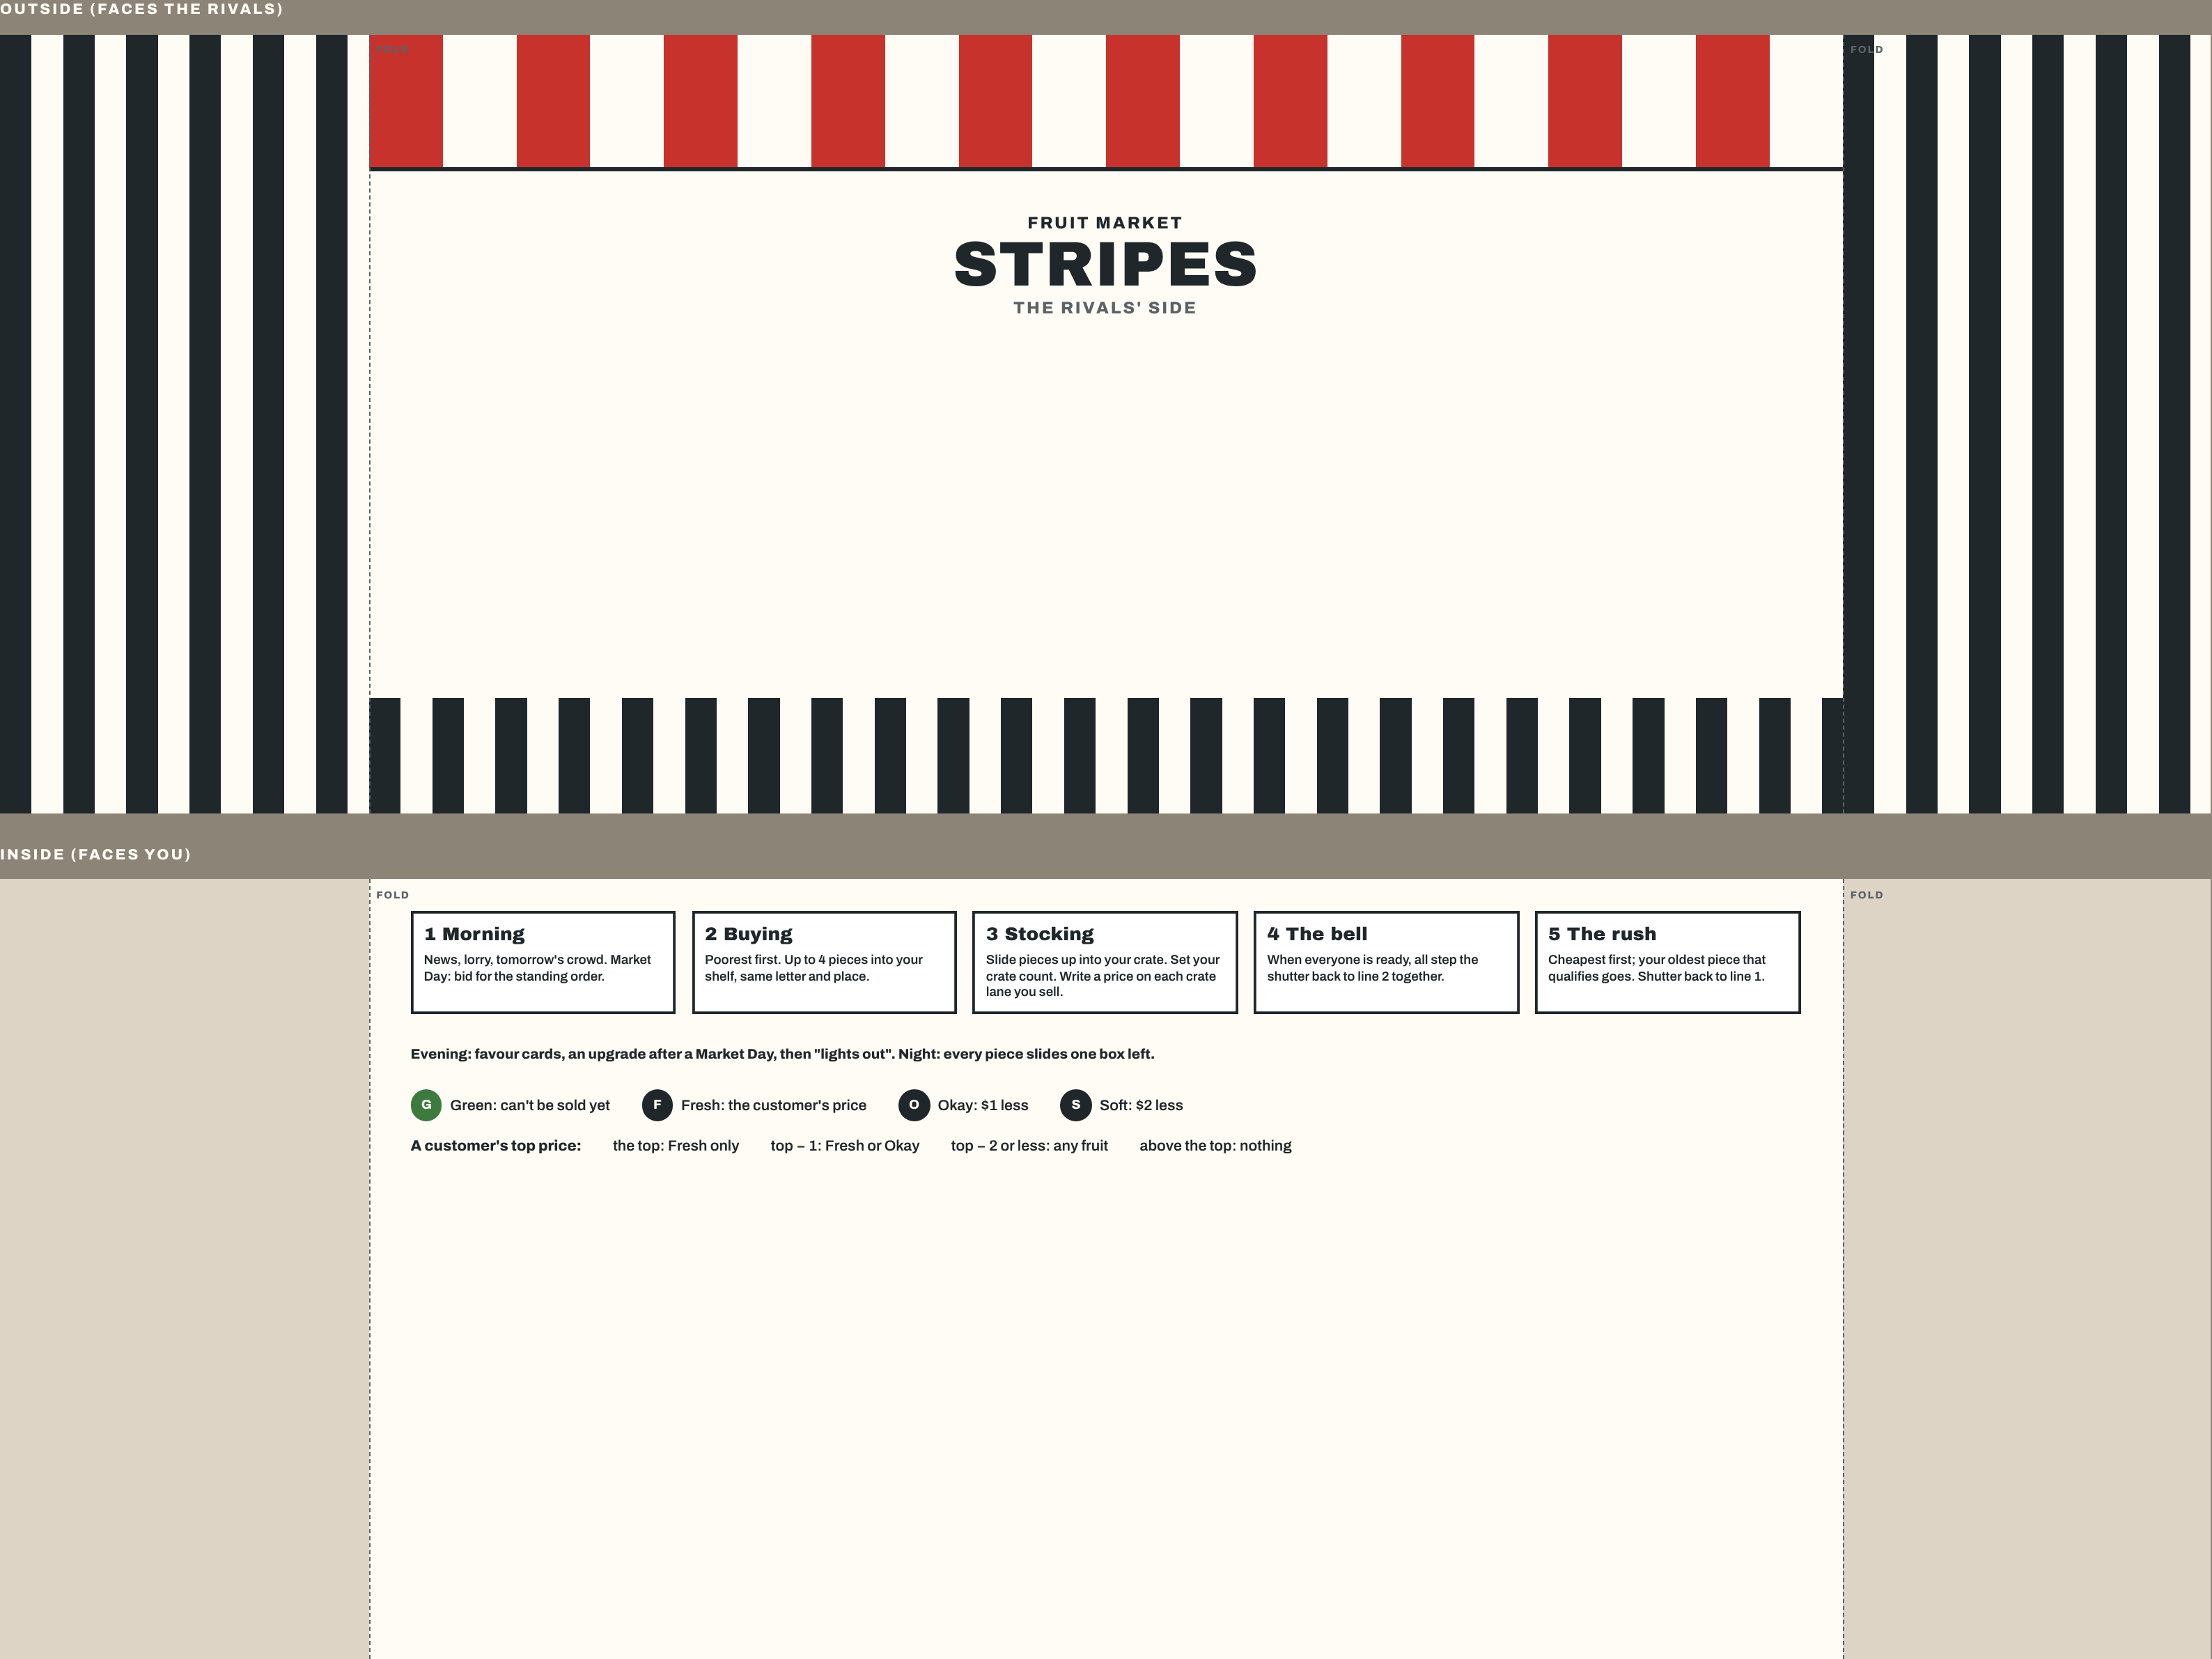 OUTSIDE (FACES THE RIVALS)
FOLD
FOLD
FRUIT MARKET
STRIPES
THE RIVALS' SIDE
INSIDE (FACES YOU)
FOLD
FOLD
1 Morning
News, lorry, tomorrow's crowd. Market
Day: bid for the standing order.
2 Buying
Poorest first. Up to 4 pieces into your
shelf, same letter and place.
3 Stocking
Slide pieces up into your crate. Set your
crate count. Write a price on each crate
lane you sell.
4 The bell
When everyone is ready, all step the
shutter back to line 2 together.
5 The rush
Cheapest first; your oldest piece that
qualifies goes. Shutter back to line 1.
Evening: favour cards, an upgrade after a Market Day, then "lights out". Night: every piece slides one box left.
G Green: can't be sold yet F Fresh: the customer's price O Okay: $1 less S Soft: $2 less
A customer's top price: the top: Fresh only top – 1: Fresh or Okay top – 2 or less: any fruit above the top: nothing